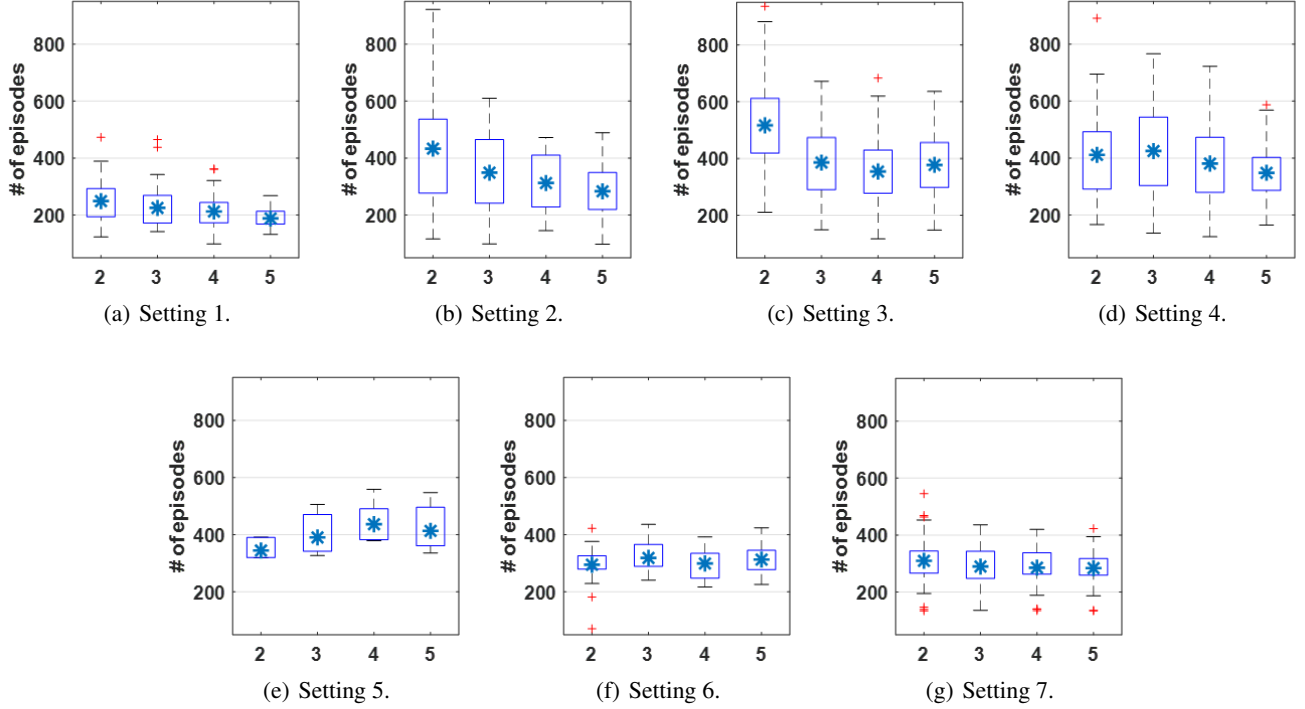 # of episodes
800
600
400
200
2 3 4 5
(a) Setting 1.
# of episodes
800
600
400
200
2 3 4 5
(b) Setting 2.
# of episodes
800
600
400
200
2 3 4 5
(c) Setting 3.
# of episodes
800
600
400
200
2 3 4 5
(d) Setting 4.
# of episodes
800
600
400
200
2 3 4 5
(e) Setting 5.
# of episodes
800
600
400
200
2 3 4 5
(f) Setting 6.
# of episodes
800
600
400
200
2 3 4 5
(g) Setting 7.